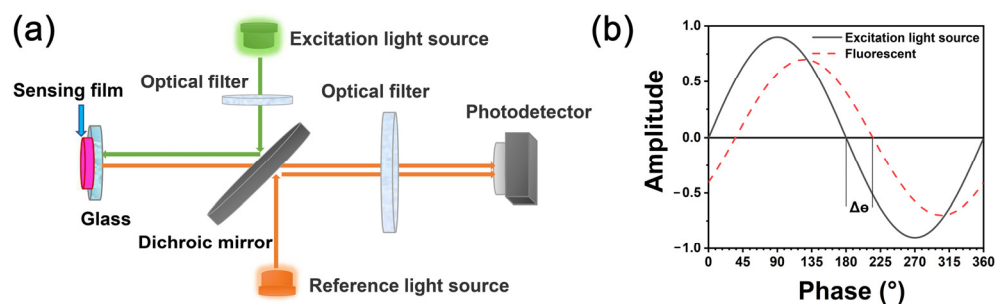 (a)
Excitation light source
Optical filter
Optical filter
Sensing film
Photodetector
Glass
Dichroic mirror
Reference light source
(b)
Excitation light source
Fluorescent
Amplitude
1.0
0.5
0.0
−0.5
−1.0
Δɵ
0 45 90 135 180 225 270 315 360
Phase (°)